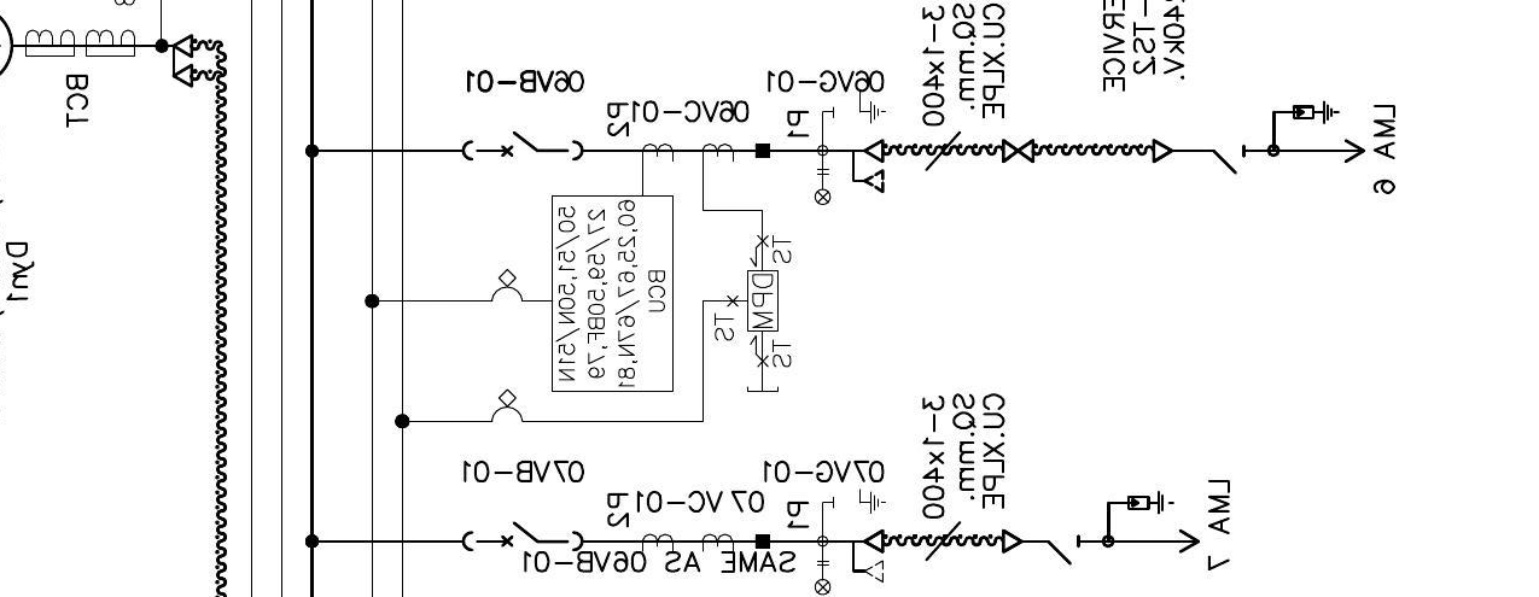 BCT
Dyn1
06VB-01
06VC-01
P2
P1
06VG-01
3-1x400
SQ.mm.
CU.XLPE
ERVICE
-TS2
40kV.
LMA 6
BCU
60,25,67/67N,81
27/59,50BF,79
50/51,50N/51N
TS
DPM
TS
TS
07VB-01
07 VC-01
P2
P1
07VG-01
3-1x400
SQ.mm.
CU.XLPE
SAME AS 06VB-01
LMA 7